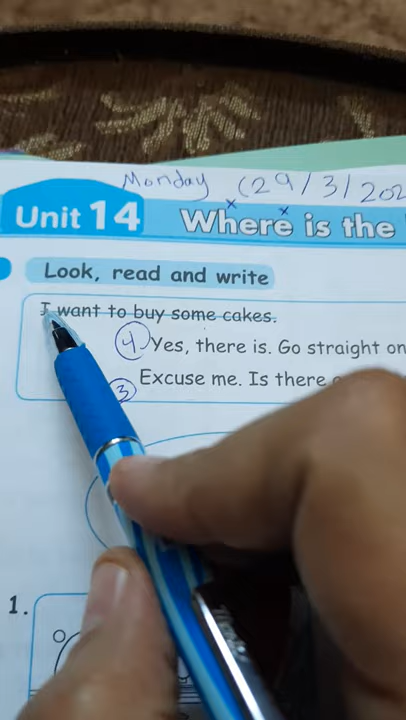 Monday (29/3/202
Unit 14 Where is the
Look, read and write
I want to buy some cakes.
4 Yes, there is. Go straight on
3 Excuse me. Is there
1.